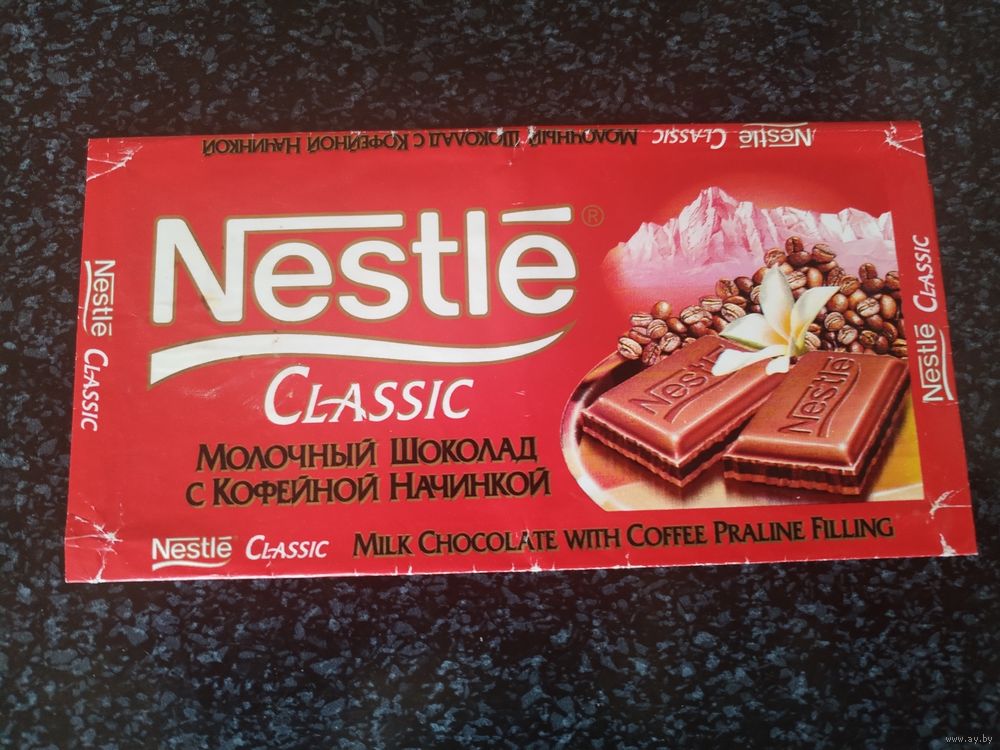 Молочный Шоколад с Кофейной Начинкой Classic Nestlé
Nestlé®
Classic
Молочный Шоколад
с Кофейной Начинкой
Nestlé Classic Milk Chocolate with Coffee Praline Filling
Nestlé Classic
Nestlé Classic
Nestlé
Nestlé
www.ay.by